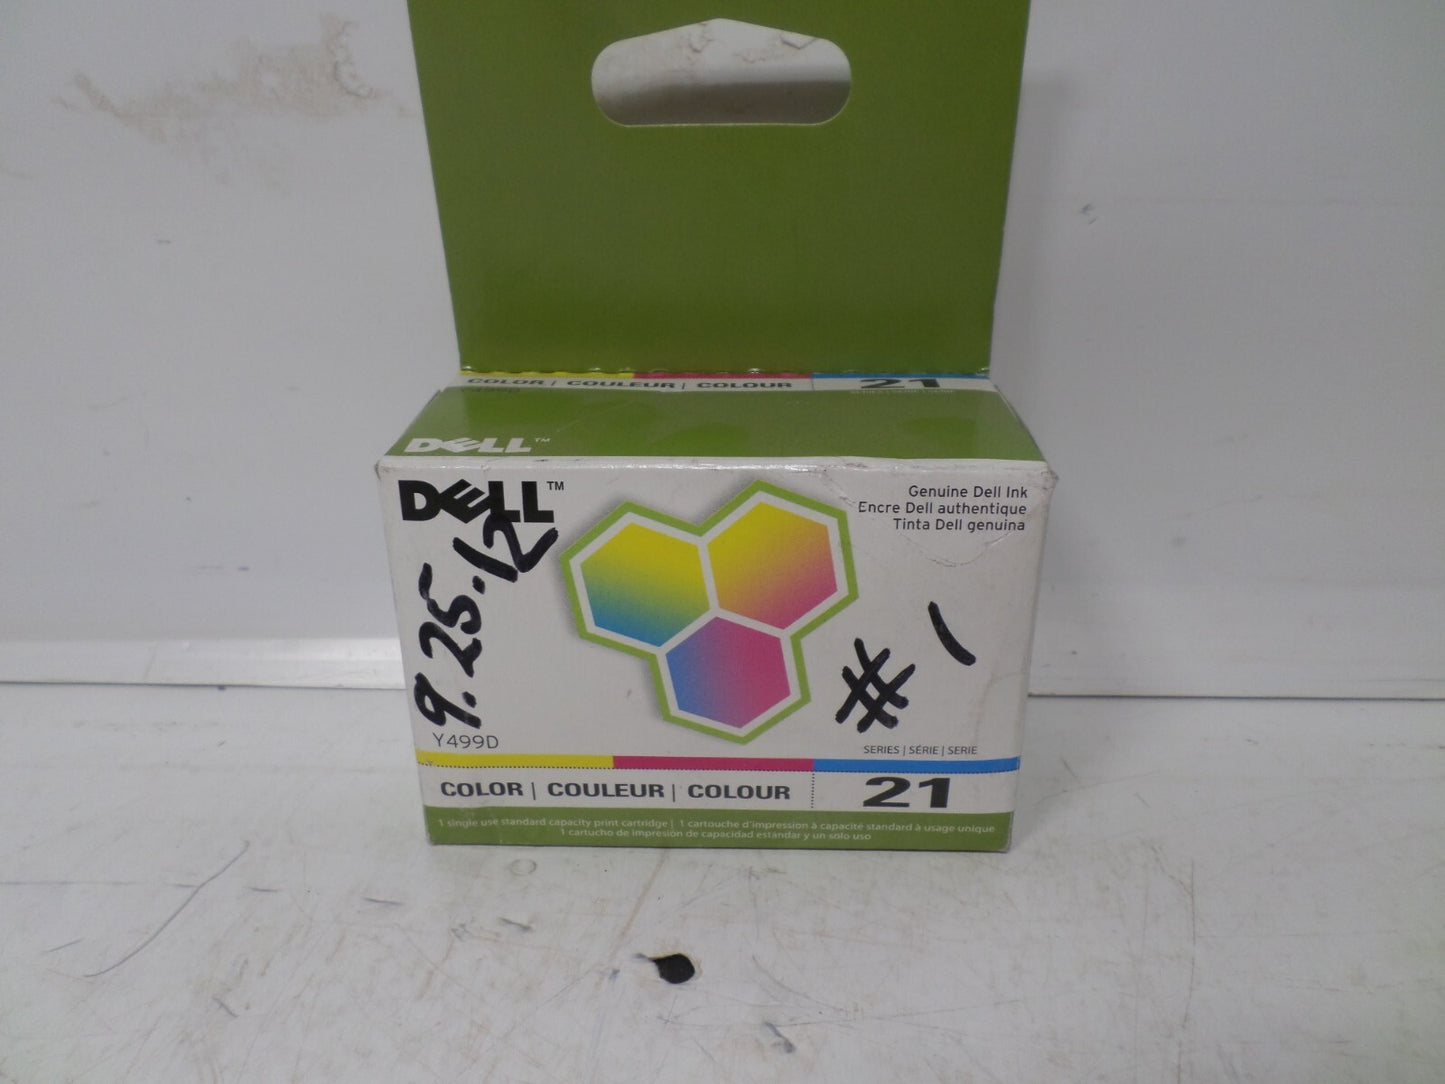 COLOR | COULEUR | COLOUR 21
DELL™
DELL™
Genuine Dell Ink
Encre Dell authentique
Tinta Dell genuina
9.25.12
# 1
Y499D
SERIES | SÉRIE | SERIE
COLOR | COULEUR | COLOUR 21
1 single use standard capacity print cartridge | 1 cartouche d'impression à capacité standard à usage unique
1 cartucho de impresión de capacidad estándar y un solo uso